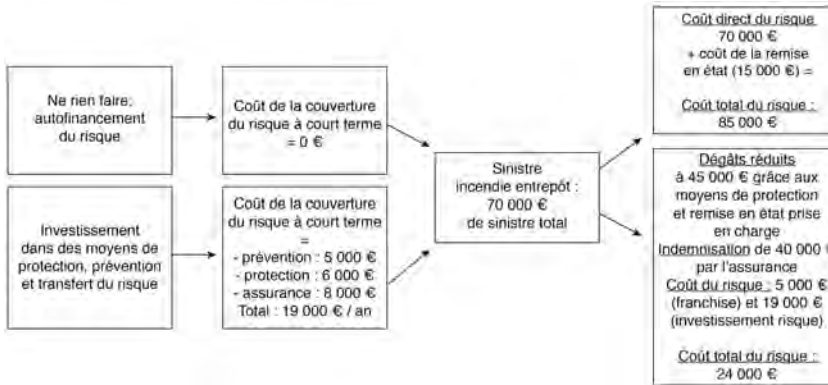 Ne rien faire,
autofinancement
du risque
Coût de la couverture
du risque à court terme
= 0 €
Investissement
dans des moyens de
protection, prévention
et transfert du risque
Coût de la couverture
du risque à court terme
=
- prévention : 5 000 €
- protection : 6 000 €
- assurance : 8 000 €
Total : 19 000 € / an
Sinistre
incendie entrepôt :
70 000 €
de sinistre total
Coût direct du risque
70 000 €
+ coût de la remise
en état (15 000 €) =
Coût total du risque :
85 000 €
Dégâts réduits
à 45 000 € grâce aux
moyens de protection
et remise en état prise
en charge
Indemnisation de 40 000 €
par l'assurance
Coût du risque : 5 000 €
(franchise) et 19 000 €
(investissement risque)
Coût total du risque :
24 000 €